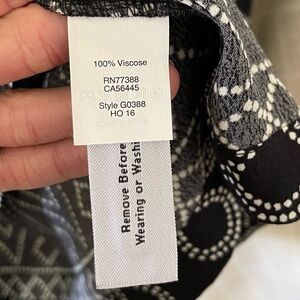 100% Viscose
RN77388
CA56445
Style G0388
HO 16
Remove Before
Wearing or Washi